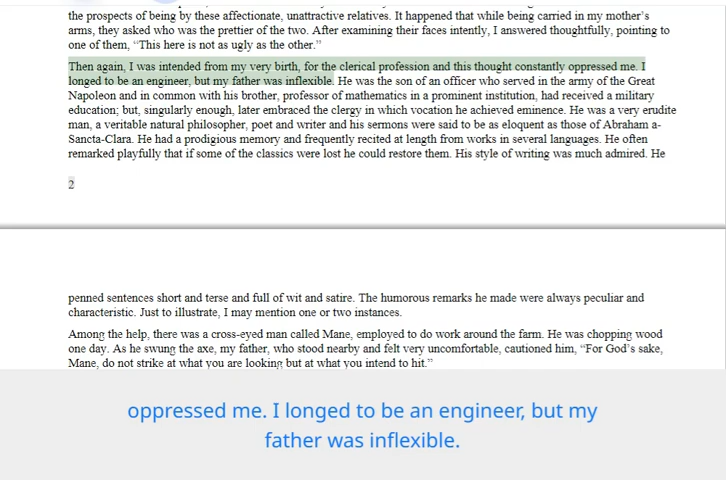 the prospects of being by these affectionate, unattractive relatives. It happened that while being carried in my mother's
arms, they asked who was the prettier of the two. After examining their faces intently, I answered thoughtfully, pointing to
one of them, “This here is not as ugly as the other.”
Then again, I was intended from my very birth, for the clerical profession and this thought constantly oppressed me. I
longed to be an engineer, but my father was inflexible. He was the son of an officer who served in the army of the Great
Napoleon and in common with his brother, professor of mathematics in a prominent institution, had received a military
education; but, singularly enough, later embraced the clergy in which vocation he achieved eminence. He was a very erudite
man, a veritable natural philosopher, poet and writer and his sermons were said to be as eloquent as those of Abraham a-
Sancta-Clara. He had a prodigious memory and frequently recited at length from works in several languages. He often
remarked playfully that if some of the classics were lost he could restore them. His style of writing was much admired. He
2
penned sentences short and terse and full of wit and satire. The humorous remarks he made were always peculiar and
characteristic. Just to illustrate, I may mention one or two instances.
Among the help, there was a cross-eyed man called Mane, employed to do work around the farm. He was chopping wood
one day. As he swung the axe, my father, who stood nearby and felt very uncomfortable, cautioned him, “For God's sake,
Mane, do not strike at what you are looking but at what you intend to hit.”
oppressed me. I longed to be an engineer, but my
father was inflexible.